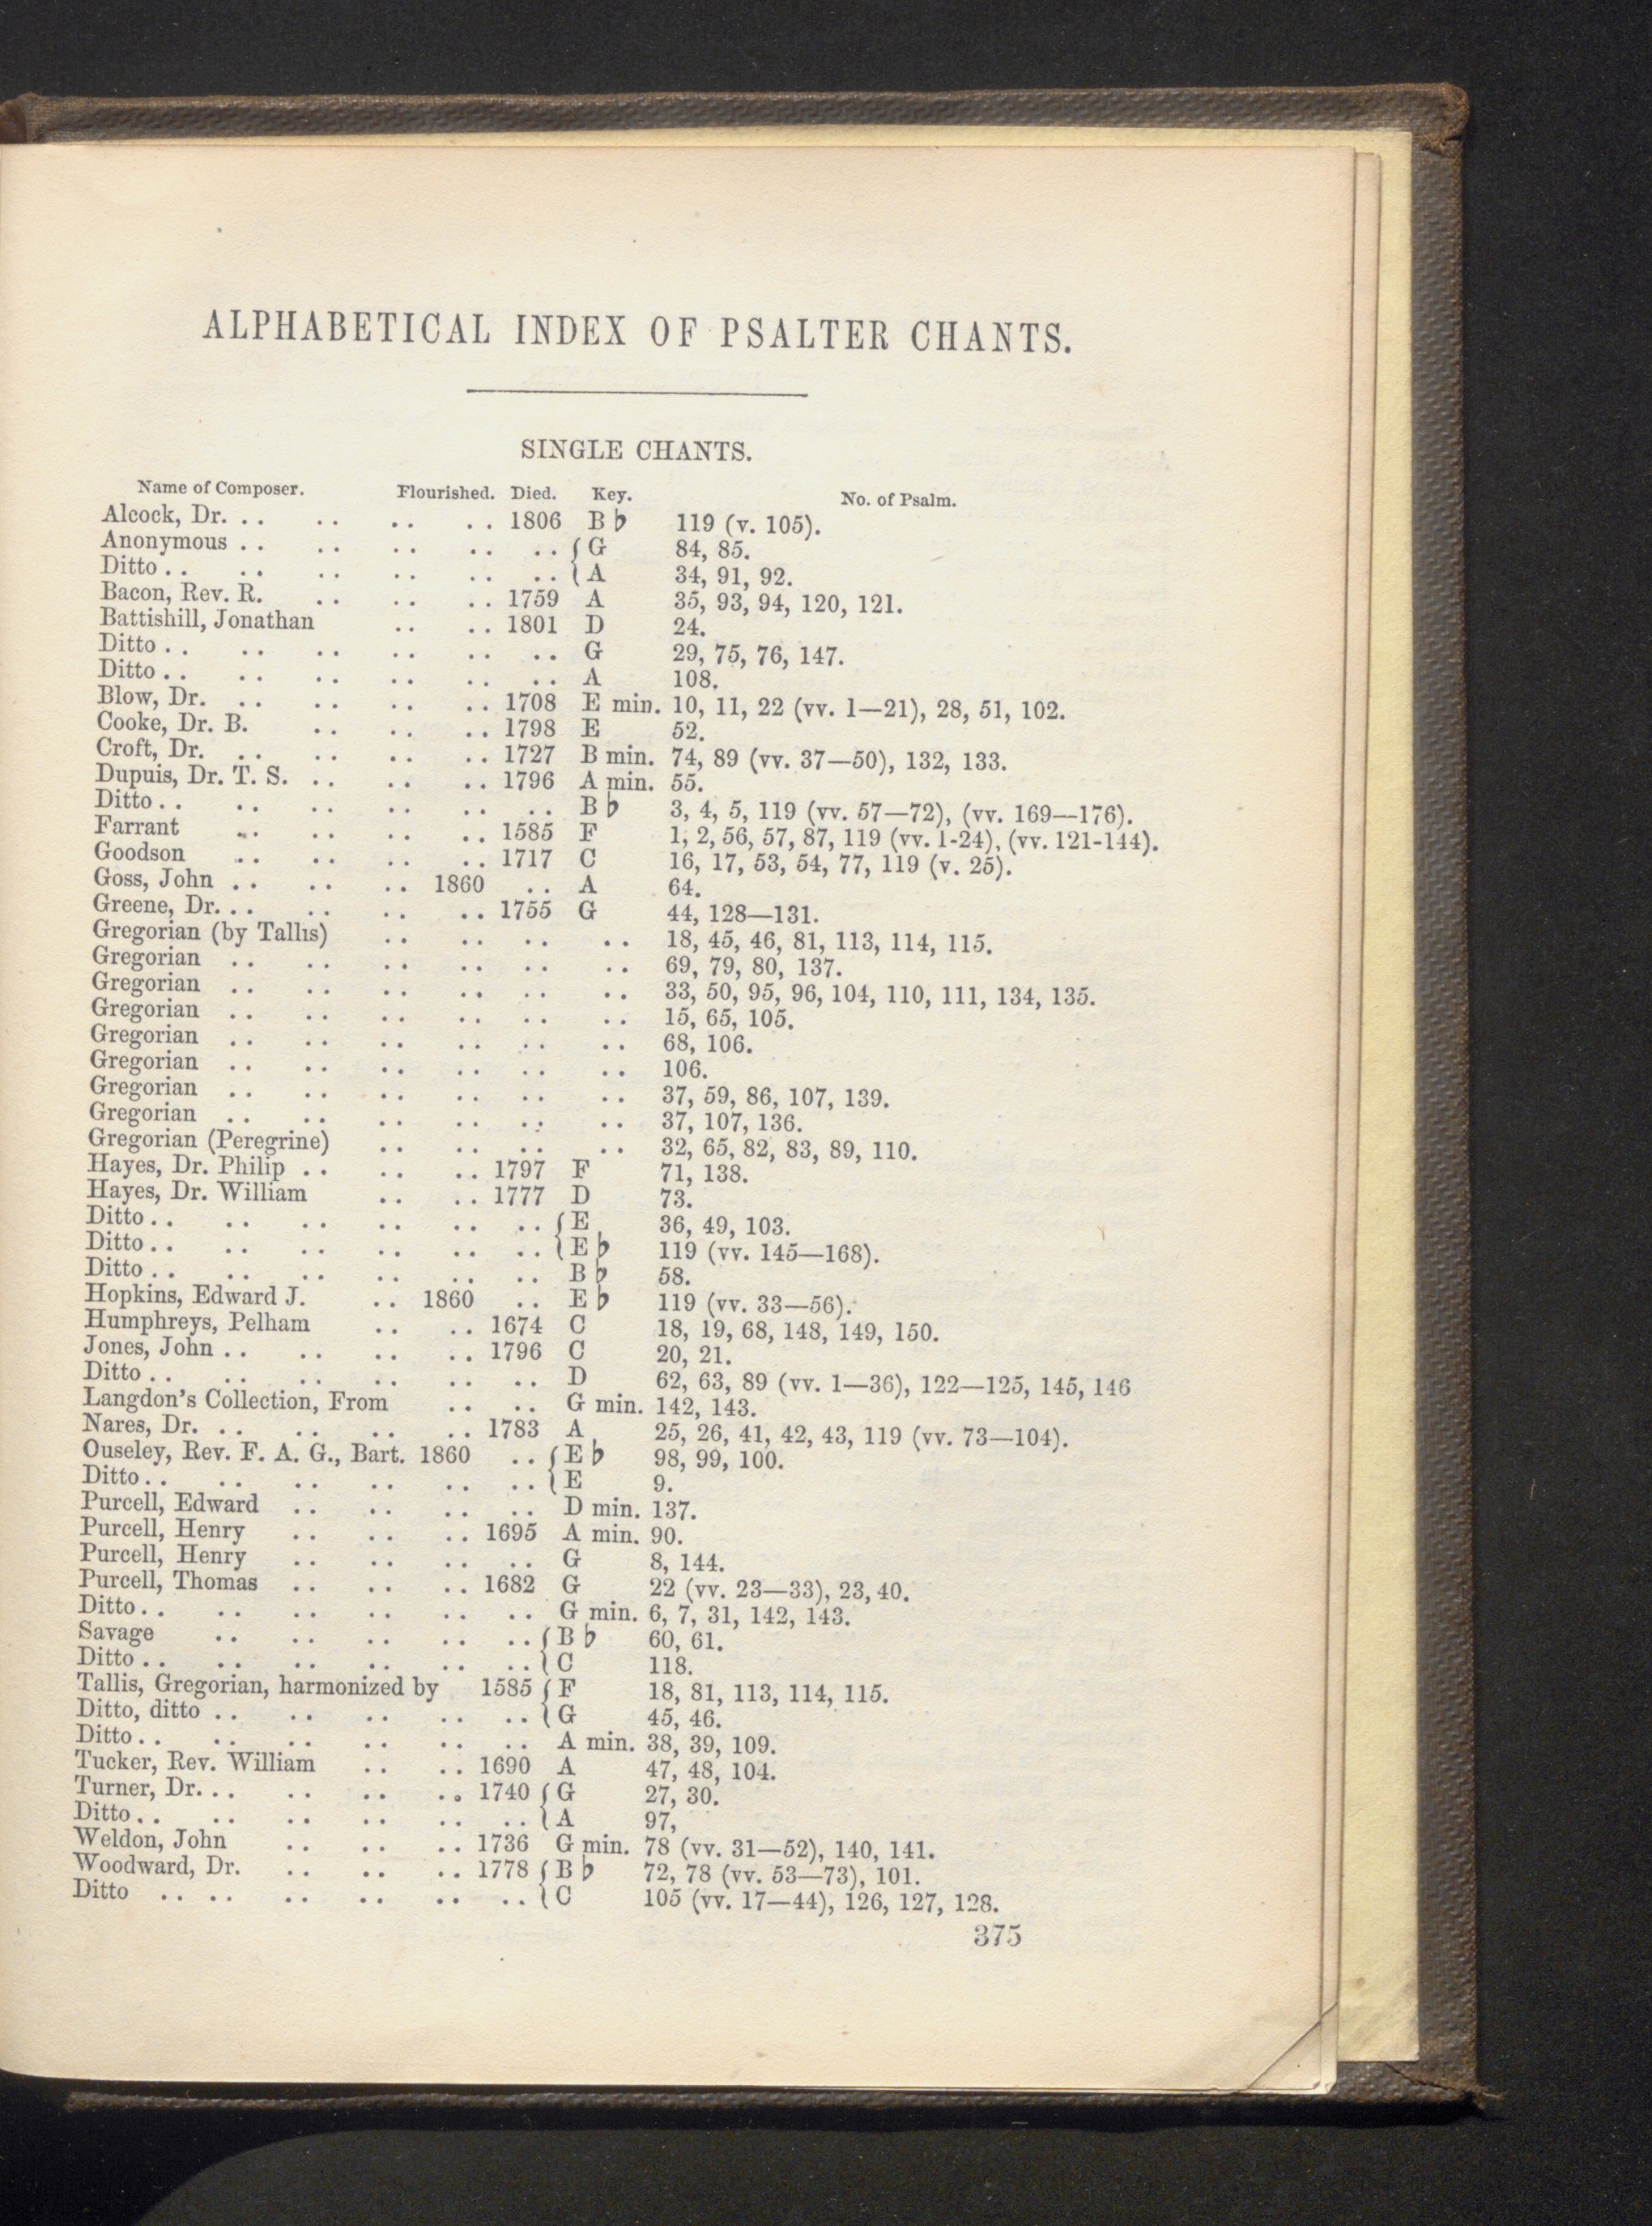 ALPHABETICAL INDEX OF PSALTER CHANTS.
SINGLE CHANTS.
Name of Composer. Flourished. Died. Key. No. of Psalm.
Alcock, Dr. .. .. .. .. 1806 B♭ 119 (v. 105).
Anonymous .. .. .. .. .. { G 84, 85.
Ditto .. .. .. .. .. .. { A 34, 91, 92.
Bacon, Rev. R. .. .. .. 1759 A 35, 93, 94, 120, 121.
Battishill, Jonathan .. .. 1801 D 24.
Ditto .. .. .. .. .. .. G 29, 75, 76, 147.
Ditto .. .. .. .. .. .. A 108.
Blow, Dr. .. .. .. .. 1708 E min. 10, 11, 22 (vv. 1—21), 28, 51, 102.
Cooke, Dr. B. .. .. .. 1798 E 52.
Croft, Dr. .. .. .. .. 1727 B min. 74, 89 (vv. 37—50), 132, 133.
Dupuis, Dr. T. S. .. .. .. 1796 A min. 55.
Ditto .. .. .. .. .. .. B♭ 3, 4, 5, 119 (vv. 57—72), (vv. 169—176).
Farrant .. .. .. .. 1585 F 1, 2, 56, 57, 87, 119 (vv. 1-24), (vv. 121-144).
Goodson .. .. .. .. 1717 C 16, 17, 53, 54, 77, 119 (v. 25).
Goss, John .. .. .. 1860 .. A 64.
Greene, Dr. .. .. .. .. 1755 G 44, 128—131.
Gregorian (by Tallis) .. .. .. .. 18, 45, 46, 81, 113, 114, 115.
Gregorian .. .. .. .. .. .. 69, 79, 80, 137.
Gregorian .. .. .. .. .. .. 33, 50, 95, 96, 104, 110, 111, 134, 135.
Gregorian .. .. .. .. .. .. 15, 65, 105.
Gregorian .. .. .. .. .. .. 68, 106.
Gregorian .. .. .. .. .. .. 106.
Gregorian .. .. .. .. .. .. 37, 59, 86, 107, 139.
Gregorian .. .. .. .. .. .. 37, 107, 136.
Gregorian (Peregrine) .. .. .. .. 32, 65, 82, 83, 89, 110.
Hayes, Dr. Philip .. .. .. 1797 F 71, 138.
Hayes, Dr. William .. .. 1777 D 73.
Ditto .. .. .. .. .. .. { E 36, 49, 103.
Ditto .. .. .. .. .. .. { E♭ 119 (vv. 145—168).
Ditto .. .. .. .. .. .. B♭ 58.
Hopkins, Edward J. .. 1860 .. E♭ 119 (vv. 33—56).
Humphreys, Pelham .. .. 1674 C 18, 19, 68, 148, 149, 150.
Jones, John .. .. .. .. 1796 C 20, 21.
Ditto .. .. .. .. .. .. D 62, 63, 89 (vv. 1—36), 122—125, 145, 146
Langdon's Collection, From .. .. G min. 142, 143.
Nares, Dr. .. .. .. .. 1783 A 25, 26, 41, 42, 43, 119 (vv. 73—104).
Ouseley, Rev. F. A. G., Bart. 1860 .. { E♭ 98, 99, 100.
Ditto .. .. .. .. .. .. { E 9.
Purcell, Edward .. .. .. .. D min. 137.
Purcell, Henry .. .. .. 1695 A min. 90.
Purcell, Henry .. .. .. .. G 8, 144.
Purcell, Thomas .. .. .. 1682 G 22 (vv. 23—33), 23, 40.
Ditto .. .. .. .. .. .. G min. 6, 7, 31, 142, 143.
Savage .. .. .. .. .. { B♭ 60, 61.
Ditto .. .. .. .. .. .. { C 118.
Tallis, Gregorian, harmonized by 1585 { F 18, 81, 113, 114, 115.
Ditto, ditto .. .. .. .. .. { G 45, 46.
Ditto .. .. .. .. .. .. A min. 38, 39, 109.
Tucker, Rev. William .. .. 1690 A 47, 48, 104.
Turner, Dr. .. .. .. .. 1740 { G 27, 30.
Ditto .. .. .. .. .. .. { A 97,
Weldon, John .. .. .. 1736 G min. 78 (vv. 31—52), 140, 141.
Woodward, Dr. .. .. .. 1778 { B♭ 72, 78 (vv. 53—73), 101.
Ditto .. .. .. .. .. .. { C 105 (vv. 17—44), 126, 127, 128.
375